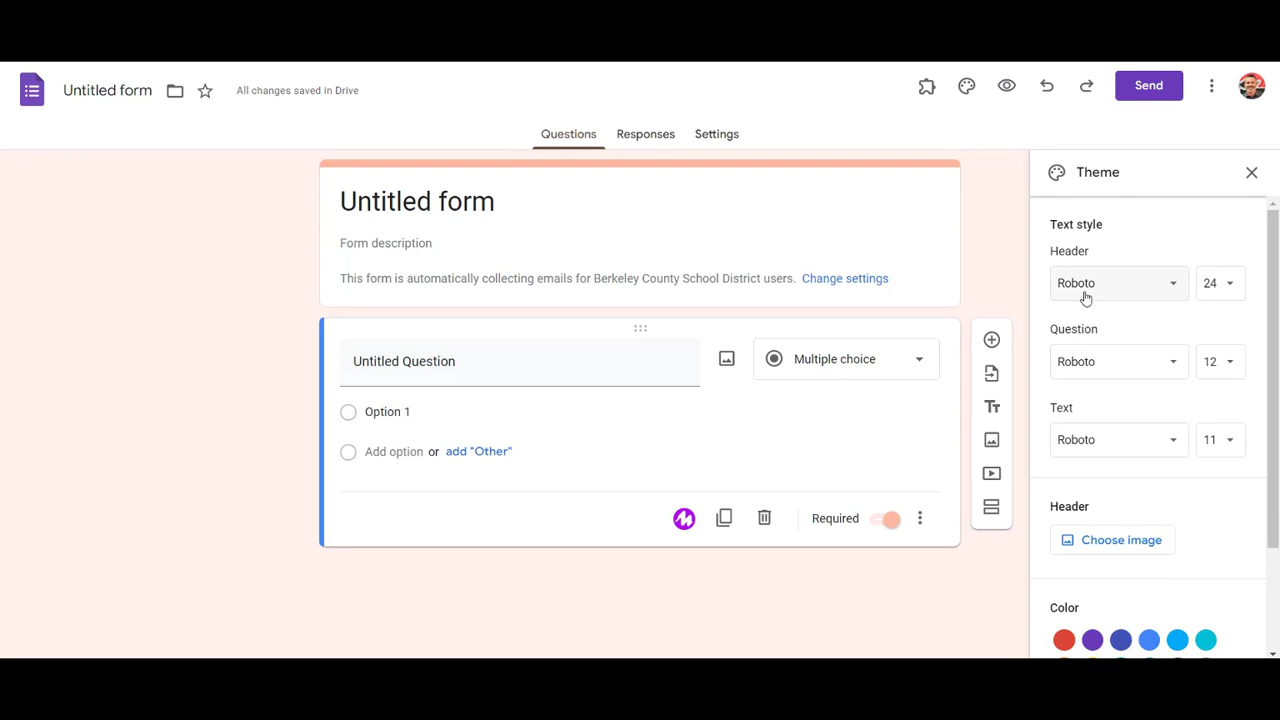 Untitled form
All changes saved in Drive
Send
Questions
Responses
Settings
Untitled form
Form description
This form is automatically collecting emails for Berkeley County School District users. Change settings
Untitled Question
Multiple choice
Option 1
Add option or add "Other"
Required
Theme
Text style
Header
Roboto
24
Question
Roboto
12
Text
Roboto
11
Header
Choose image
Color